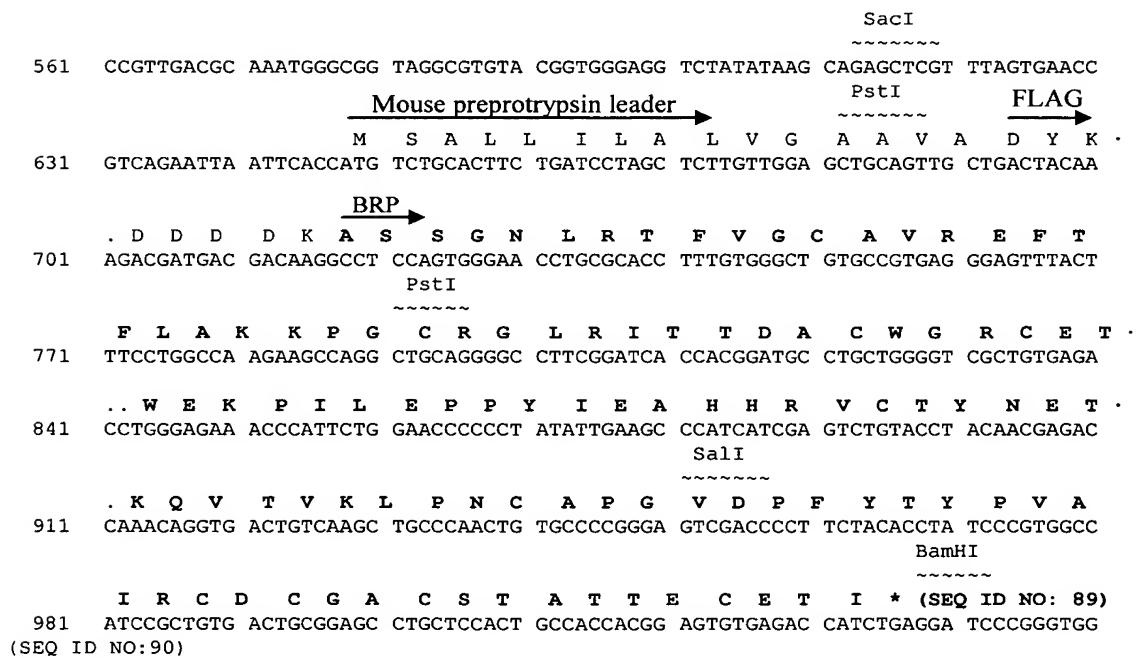 SacI
~~~~~~~
561 CCGTTGACGC AAATGGGCGG TAGGCGTGTA CGGTGGGAGG TCTATATAAG CAGAGCTCGT TTAGTGAACC
Mouse preprotrypsin leader PstI FLAG
~~~~~~~
M S A L L I L A L V G A A V A D Y K ·
631 GTCAGAATTA ATTCACCATG TCTGCACTTC TGATCCTAGC TCTTGTTGGA GCTGCAGTTG CTGACTACAA
BRP
. D D D D K A S S G N L R T F V G C A V R E F T
701 AGACGATGAC GACAAGGCCT CCAGTGGGAA CCTGCGCACC TTTGTGGGCT GTGCCGTGAG GGAGTTTACT
PstI
~~~~~~
F L A K K P G C R G L R I T T D A C W G R C E T ·
771 TTCCTGGCCA AGAAGCCAGG CTGCAGGGGC CTTCGGATCA CCACGGATGC CTGCTGGGGT CGCTGTGAGA
.. W E K P I L E P P Y I E A H H R V C T Y N E T ·
841 CCTGGGAGAA ACCCATTCTG GAACCCCCCT ATATTGAAGC CCATCATCGA GTCTGTACCT ACAACGAGAC
SalI
~~~~~~~
. K Q V T V K L P N C A P G V D P F Y T Y P V A
911 CAAACAGGTG ACTGTCAAGC TGCCCAACTG TGCCCCGGGA GTCGACCCCT TCTACACCTA TCCCGTGGCC
BamHI
~~~~~~
I R C D C G A C S T A T T E C E T I * (SEQ ID NO: 89)
981 ATCCGCTGTG ACTGCGGAGC CTGCTCCACT GCCACCACGG AGTGTGAGAC CATCTGAGGA TCCCGGGTGG
(SEQ ID NO:90)